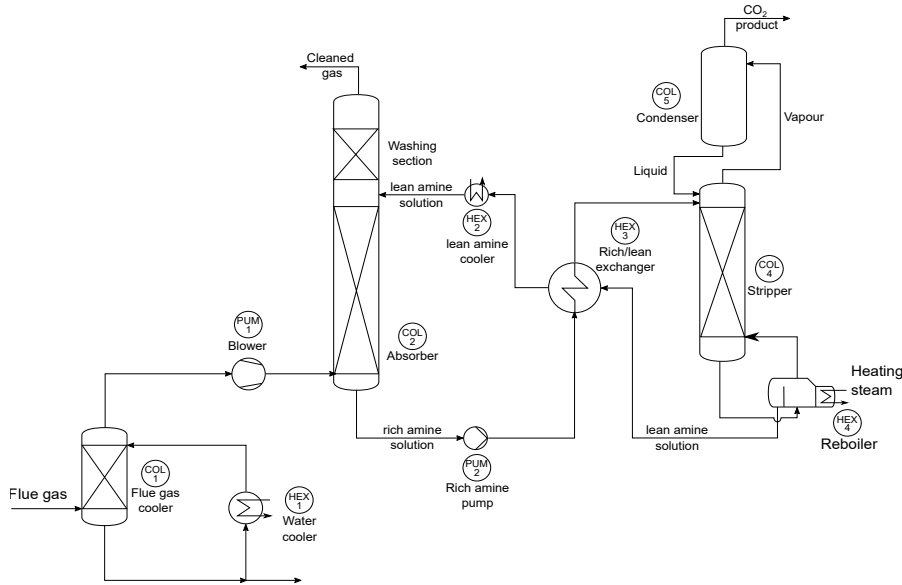 CO2
product
Cleaned
gas
COL
5
Condenser
Vapour
Washing
section
Liquid
lean amine
solution
HEX
2
lean amine
cooler
HEX
3
Rich/lean
exchanger
COL
4
Stripper
PUM
1
Blower
COL
2
Absorber
Heating
steam
rich amine
solution
lean amine
solution
HEX
4
Reboiler
PUM
2
Rich amine
pump
COL
1
Flue gas
cooler
Flue gas
HEX
1
Water
cooler